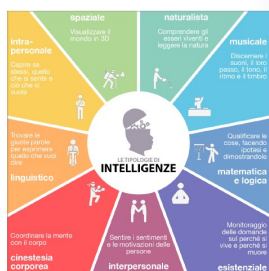 spaziale
Visualizzare il
mondo in 3D
naturalista
Comprendere gli
esseri viventi e
leggere la natura
musicale
Discernere i
suoni, il loro
passo, il tono, il
ritmo e il timbro
Quantificare le
cose, facendo
ipotesi e
dimostrandole
matematica
e logica
Monitoraggio
delle domande
sul perché si
vive e perché si
muore
esistenziale
Sentire i sentimenti
e le motivazioni delle
persone
interpersonale
Coordinare la mente
con il corpo
cinestesia
corporea
Trovare le
giuste parole
per esprimere
quello che vuoi
dire
linguistico
intra-
personale
Capire se
stessi, quello
che si sente e
ciò che si
vuole
LE TIPOLOGIE DI
INTELLIGENZE